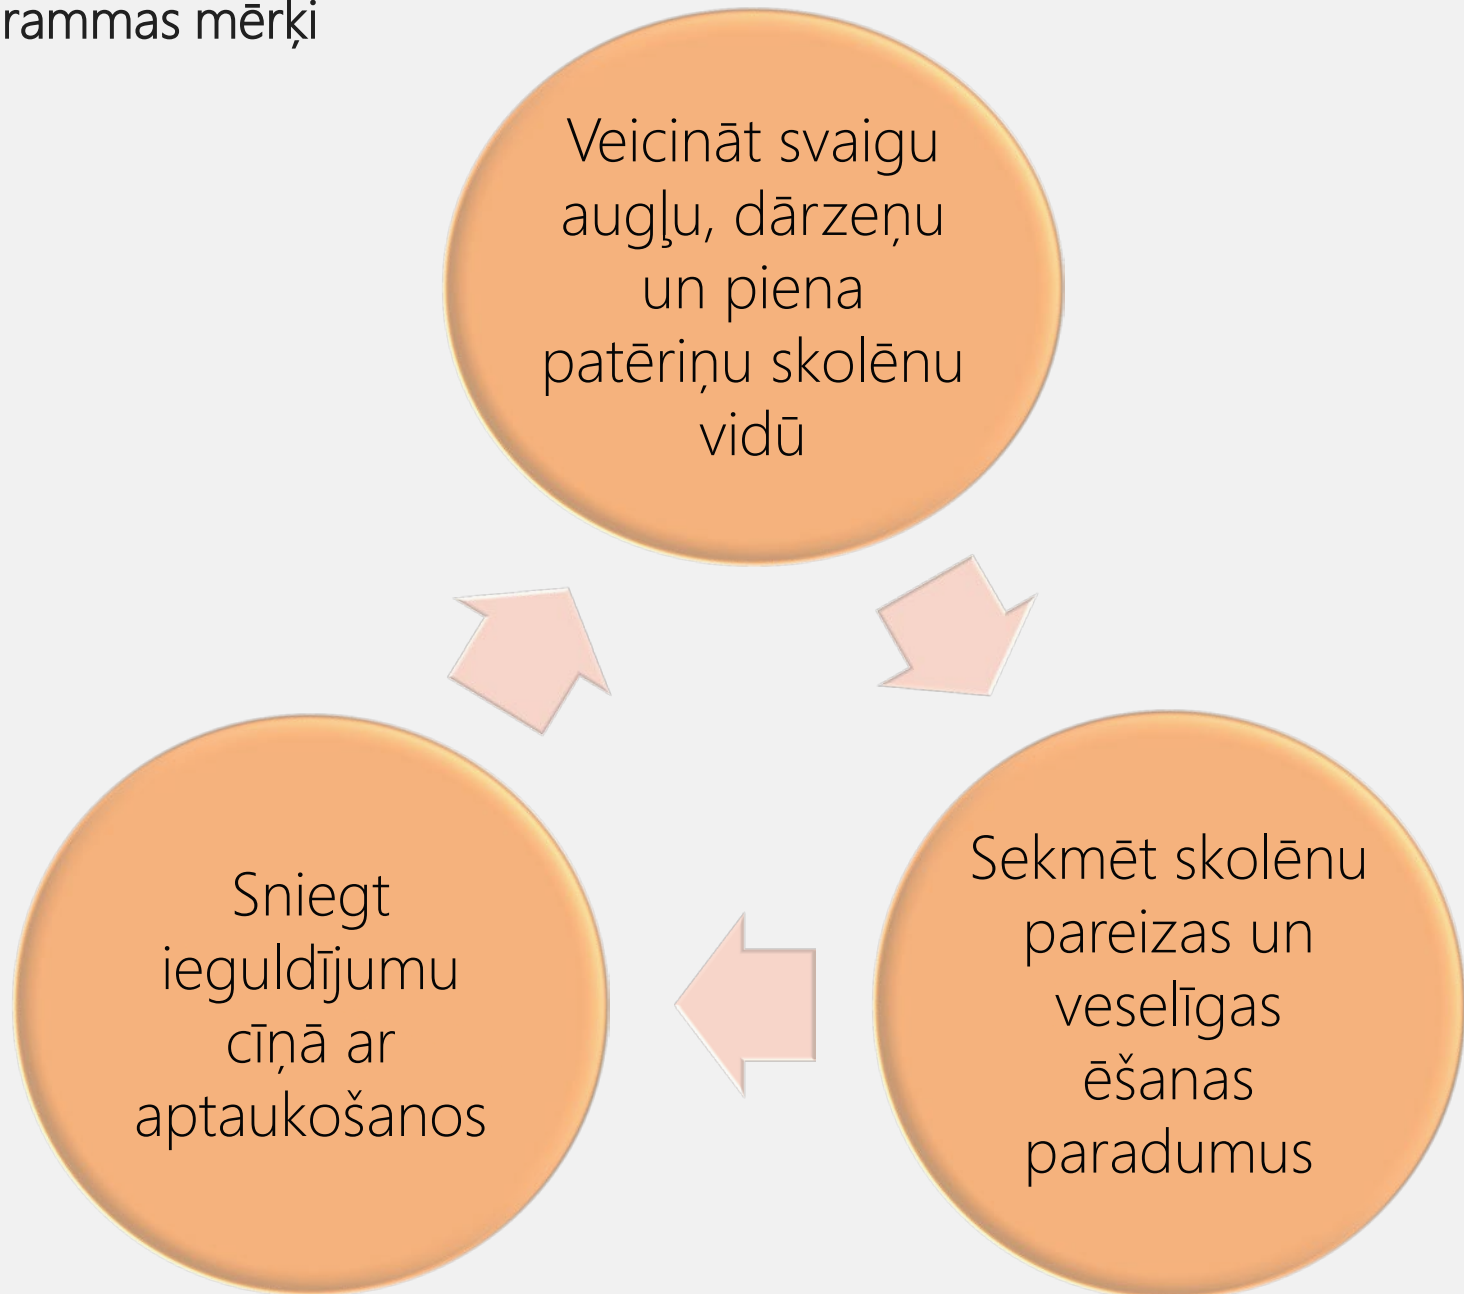 rammas mērķi
Veicināt svaigu
augļu, dārzeņu
un piena
patēriņu skolēnu
vidū
Sekmēt skolēnu
pareizas un
veselīgas
ēšanas
paradumus
Sniegt
ieguldījumu
cīņā ar
aptaukošanos